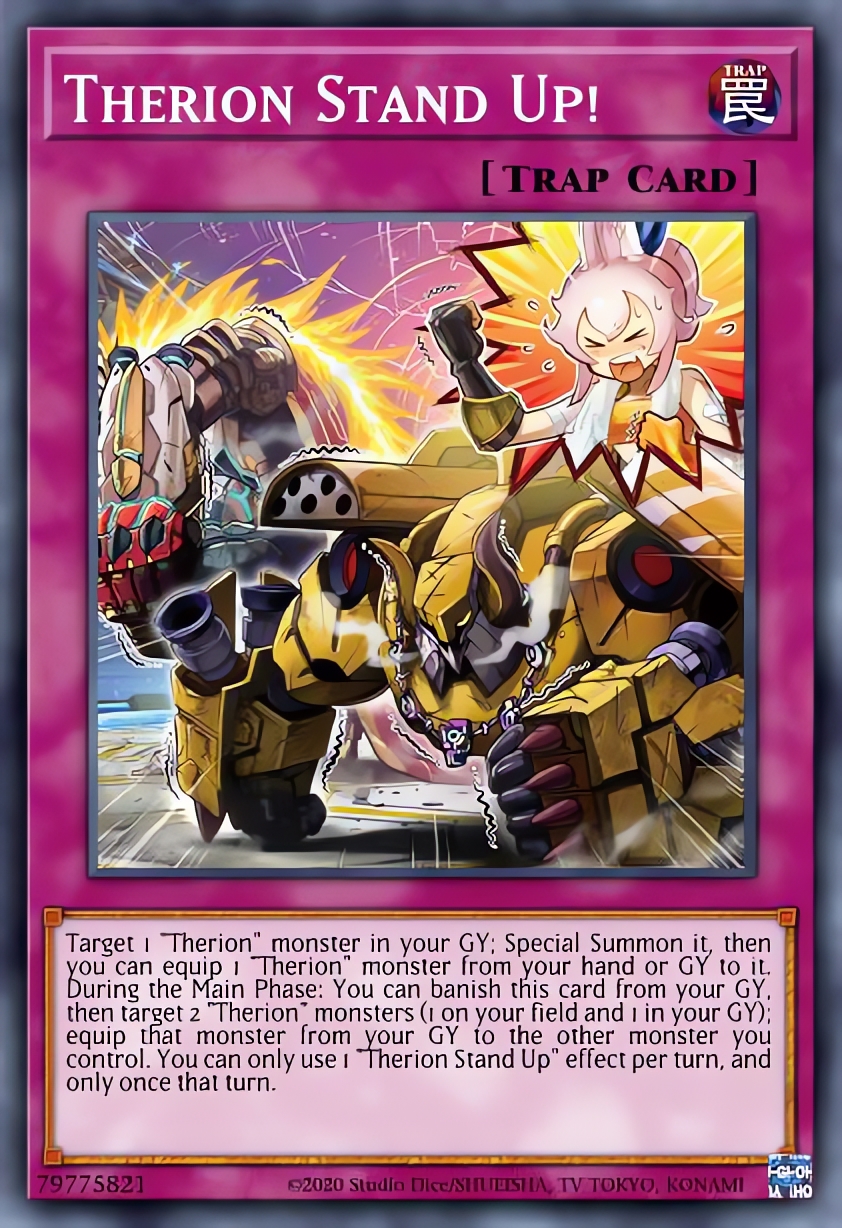 THERION STAND UP!
TRAP
罠
[TRAP CARD]
Target 1 "Therion" monster in your GY; Special Summon it, then
you can equip 1 "Therion" monster from your hand or GY to it.
During the Main Phase: You can banish this card from your GY,
then target 2 "Therion" monsters (1 on your field and 1 in your GY);
equip that monster from your GY to the other monster you
control. You can only use 1 "Therion Stand Up" effect per turn, and
only once that turn.
79775821
©2020 Studio Dice/SHUEISHA, TV TOKYO, KONAMI